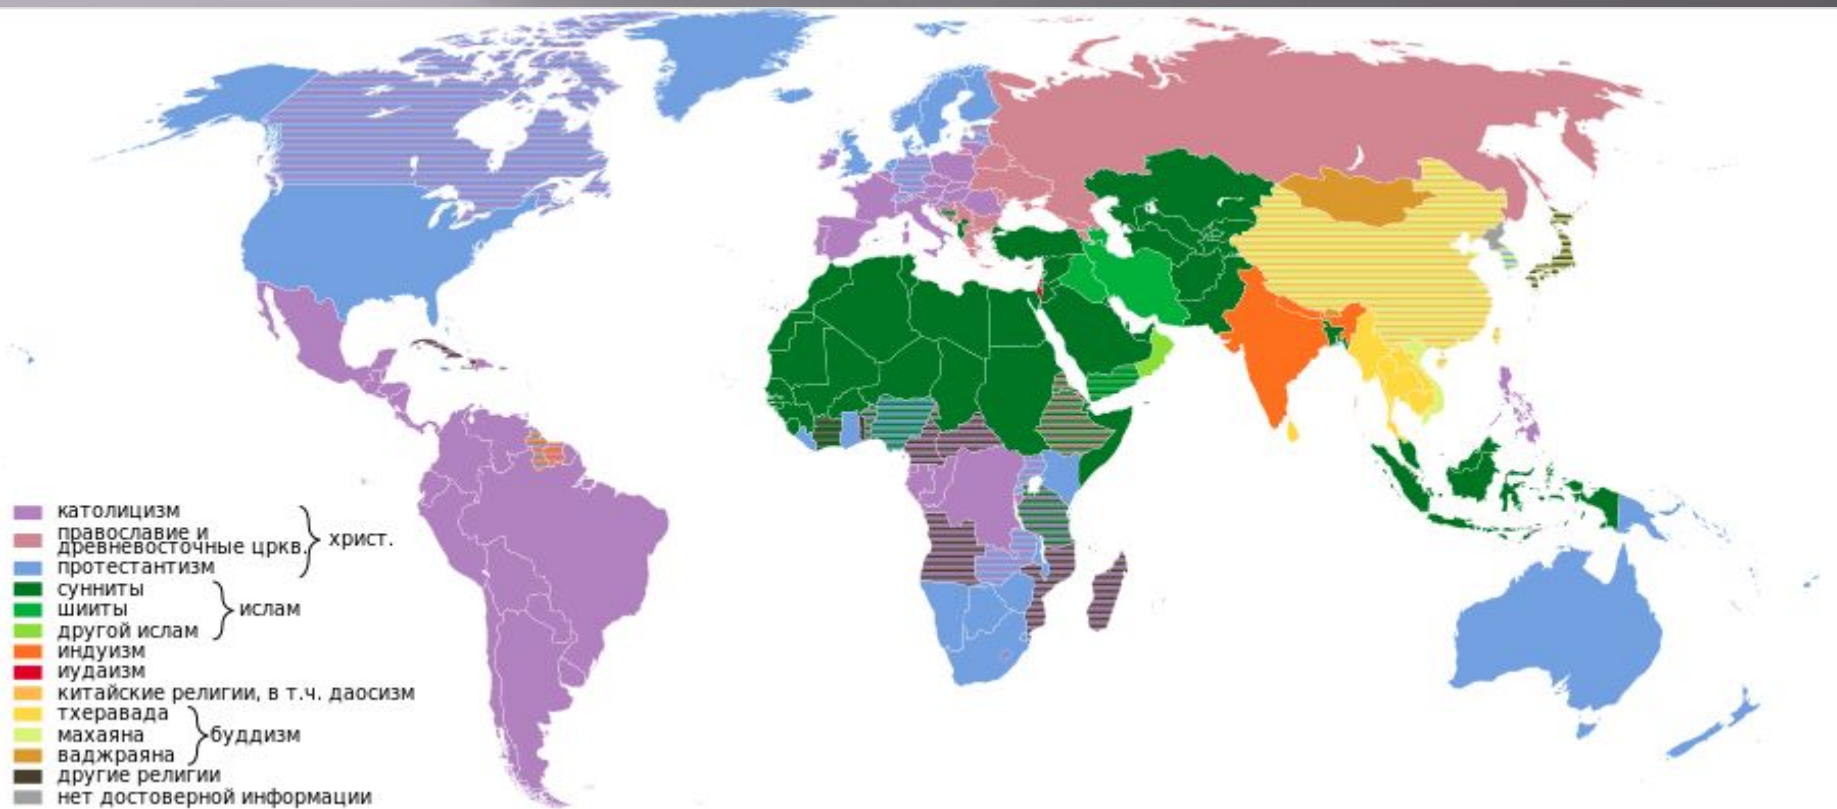 католицизм
православие и
древневосточные цркв.
христ.
протестантизм
сунниты
шииты
ислам
другой ислам
индуизм
иудаизм
китайские религии, в т.ч. даосизм
тхеравада
махаяна
буддизм
ваджраяна
другие религии
нет достоверной информации